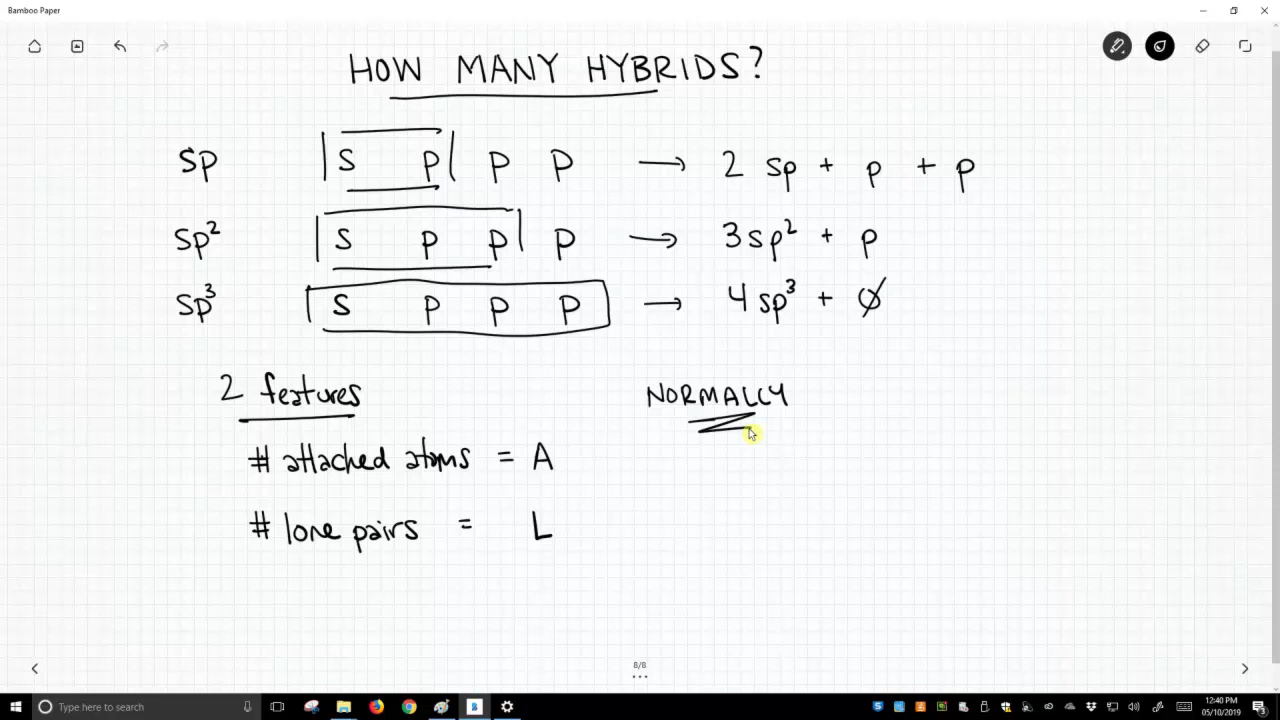 Bamboo Paper
HOW MANY HYBRIDS?
sp | s p | p p → 2 sp + p + p
sp² | s p p | p → 3sp² + p
sp³ s p p p → 4 sp³ + ∅
2 features
NORMALLY
# attached atoms = A
# lone pairs = L
8/8
Type here to search
12:40 PM
05/10/2019
3